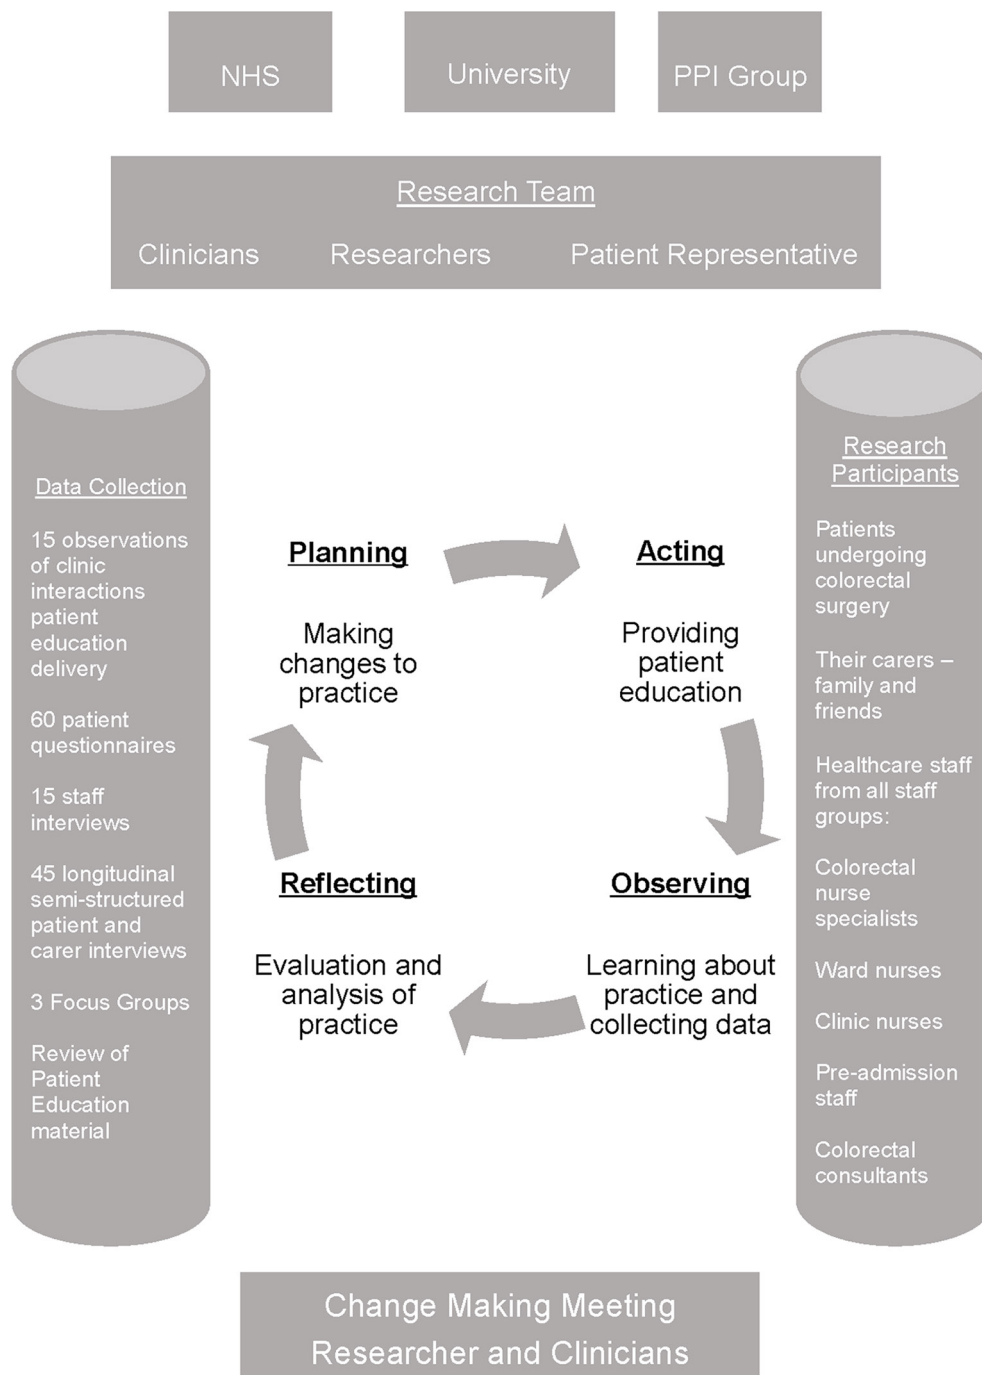 NHS
University
PPI Group
Research Team
Clinicians Researchers Patient Representative
Data Collection
15 observations
of clinic
interactions
patient
education
delivery
60 patient
questionnaires
15 staff
interviews
45 longitudinal
semi-structured
patient and
carer interviews
3 Focus Groups
Review of
Patient
Education
material
Planning
Making
changes to
practice
Acting
Providing
patient
education
Reflecting
Evaluation and
analysis of
practice
Observing
Learning about
practice and
collecting data
Research
Participants
Patients
undergoing
colorectal
surgery
Their carers –
family and
friends
Healthcare staff
from all staff
groups:
Colorectal
nurse
specialists
Ward nurses
Clinic nurses
Pre-admission
staff
Colorectal
consultants
Change Making Meeting
Researcher and Clinicians